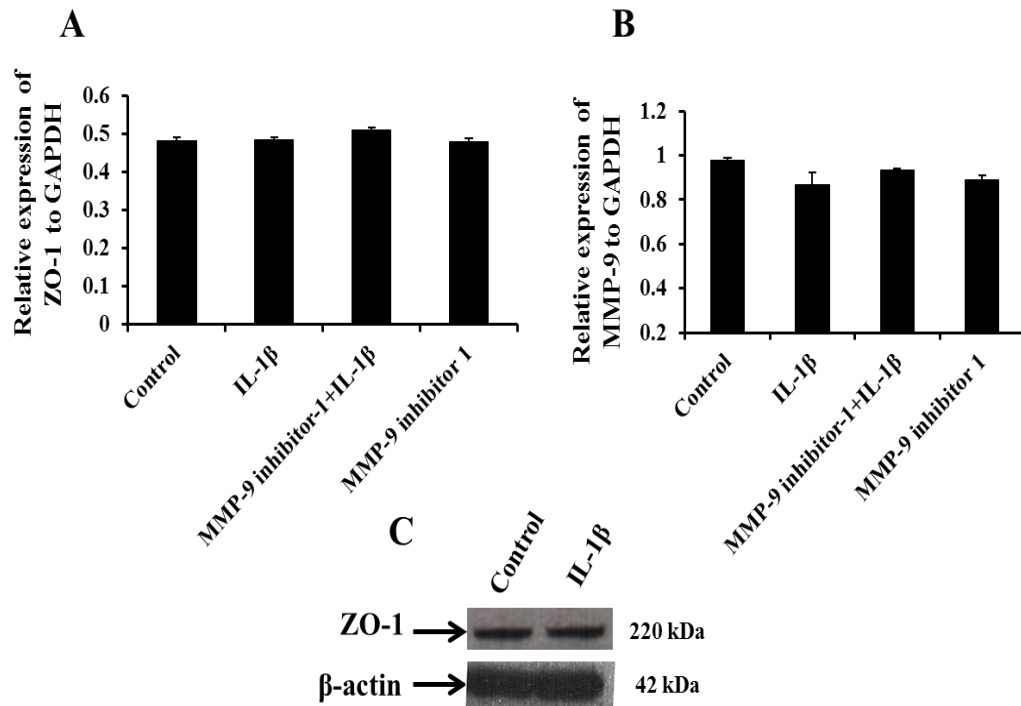 A
Relative expression of
ZO-1 to GAPDH
0.6
0.5
0.4
0.3
0.2
0.1
0
Control
IL-1β
MMP-9 inhibitor-1+IL-1β
MMP-9 inhibitor 1
B
Relative expression of
MMP-9 to GAPDH
1.2
1
0.8
0.6
0.4
0.2
Control
IL-1β
MMP-9 inhibitor-1+IL-1β
MMP-9 inhibitor 1
C
Control
IL-1β
ZO-1
220 kDa
β-actin
42 kDa